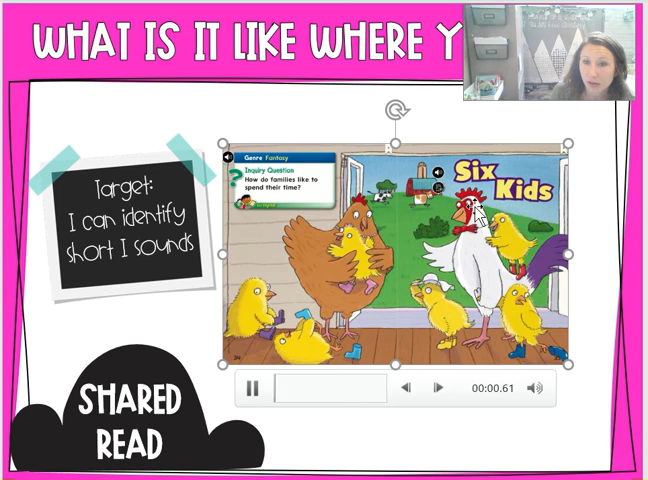 WHAT IS IT LIKE WHERE Y
Target:
I can identify
short I sounds
Genre Fantasy
Inquiry Question
How do families like to
spend their time?
Six
Kids
24
00:00.61
SHARED
READ